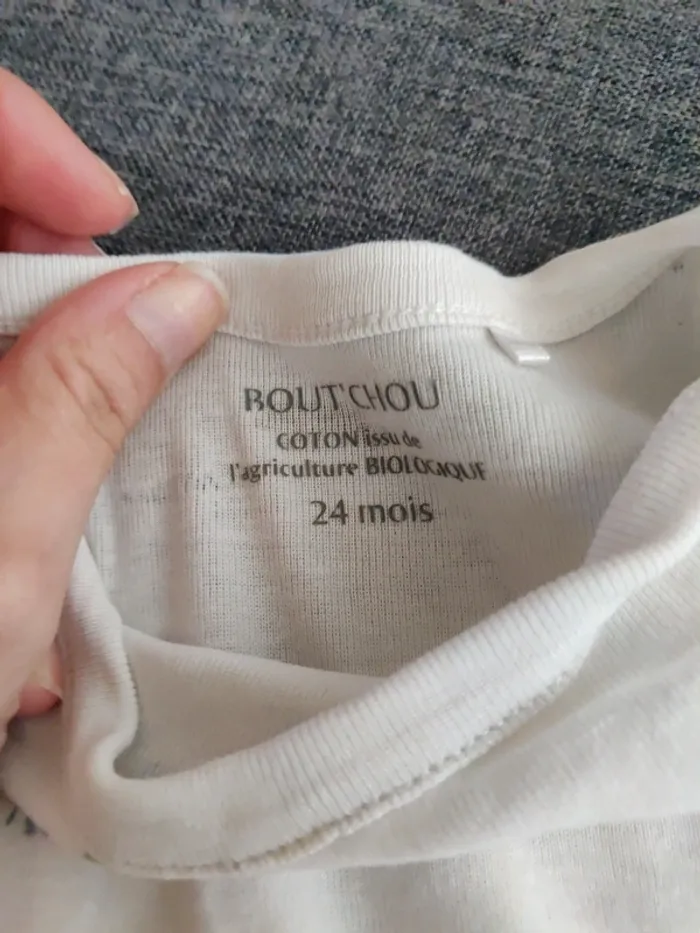 BOUT'CHOU
COTON issu de
l'agriculture BIOLOGIQUE
24 mois